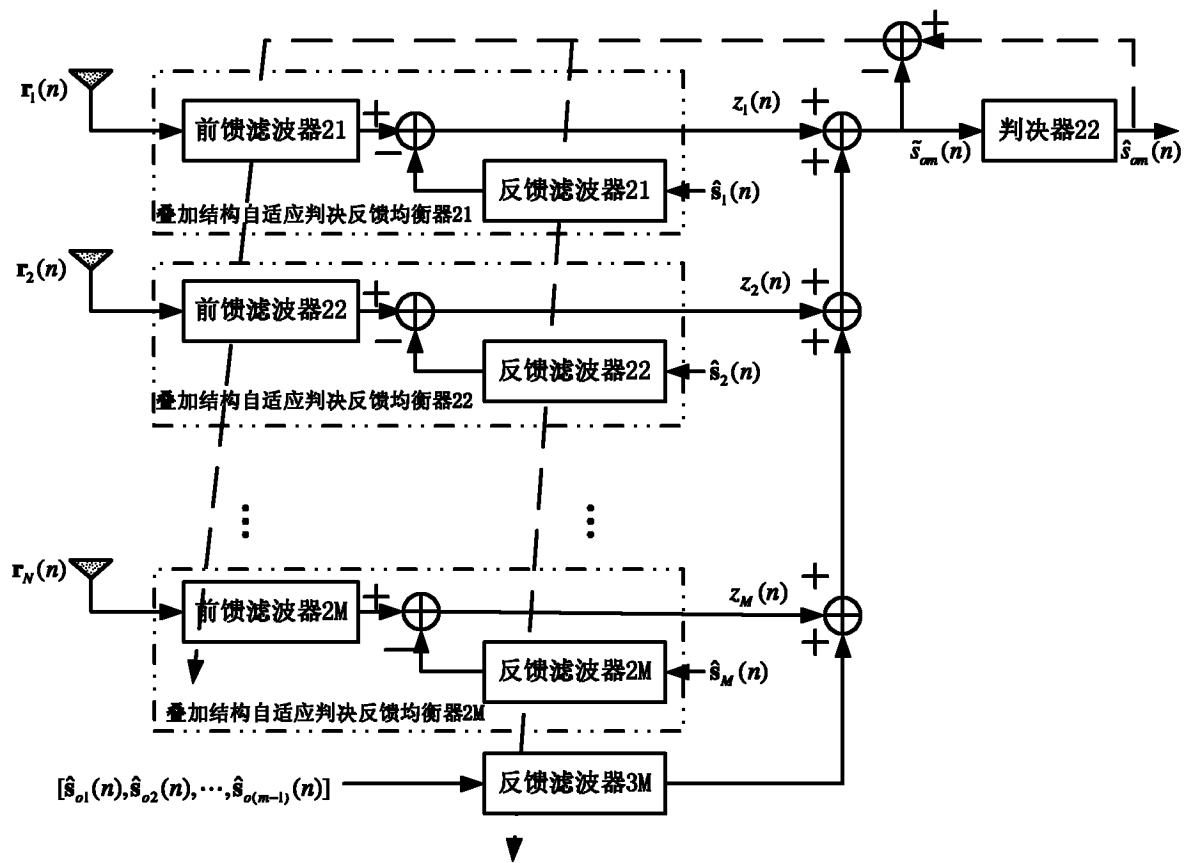 r₁(n)
前馈滤波器21
+
−
z₁(n)
+
+
−
+
s̃ₒₘ(n)
判决器22
ŝₒₘ(n)
反馈滤波器21
ŝ₁(n)
叠加结构自适应判决反馈均衡器21
r₂(n)
前馈滤波器22
+
−
z₂(n)
+
+
反馈滤波器22
ŝ₂(n)
叠加结构自适应判决反馈均衡器22
⋮
⋮
r_N(n)
前馈滤波器2M
+
−
z_M(n)
+
+
反馈滤波器2M
ŝ_M(n)
叠加结构自适应判决反馈均衡器2M
[ŝₒ₁(n),ŝₒ₂(n),⋯,ŝₒ₍ₘ₋₁₎(n)]
反馈滤波器3M